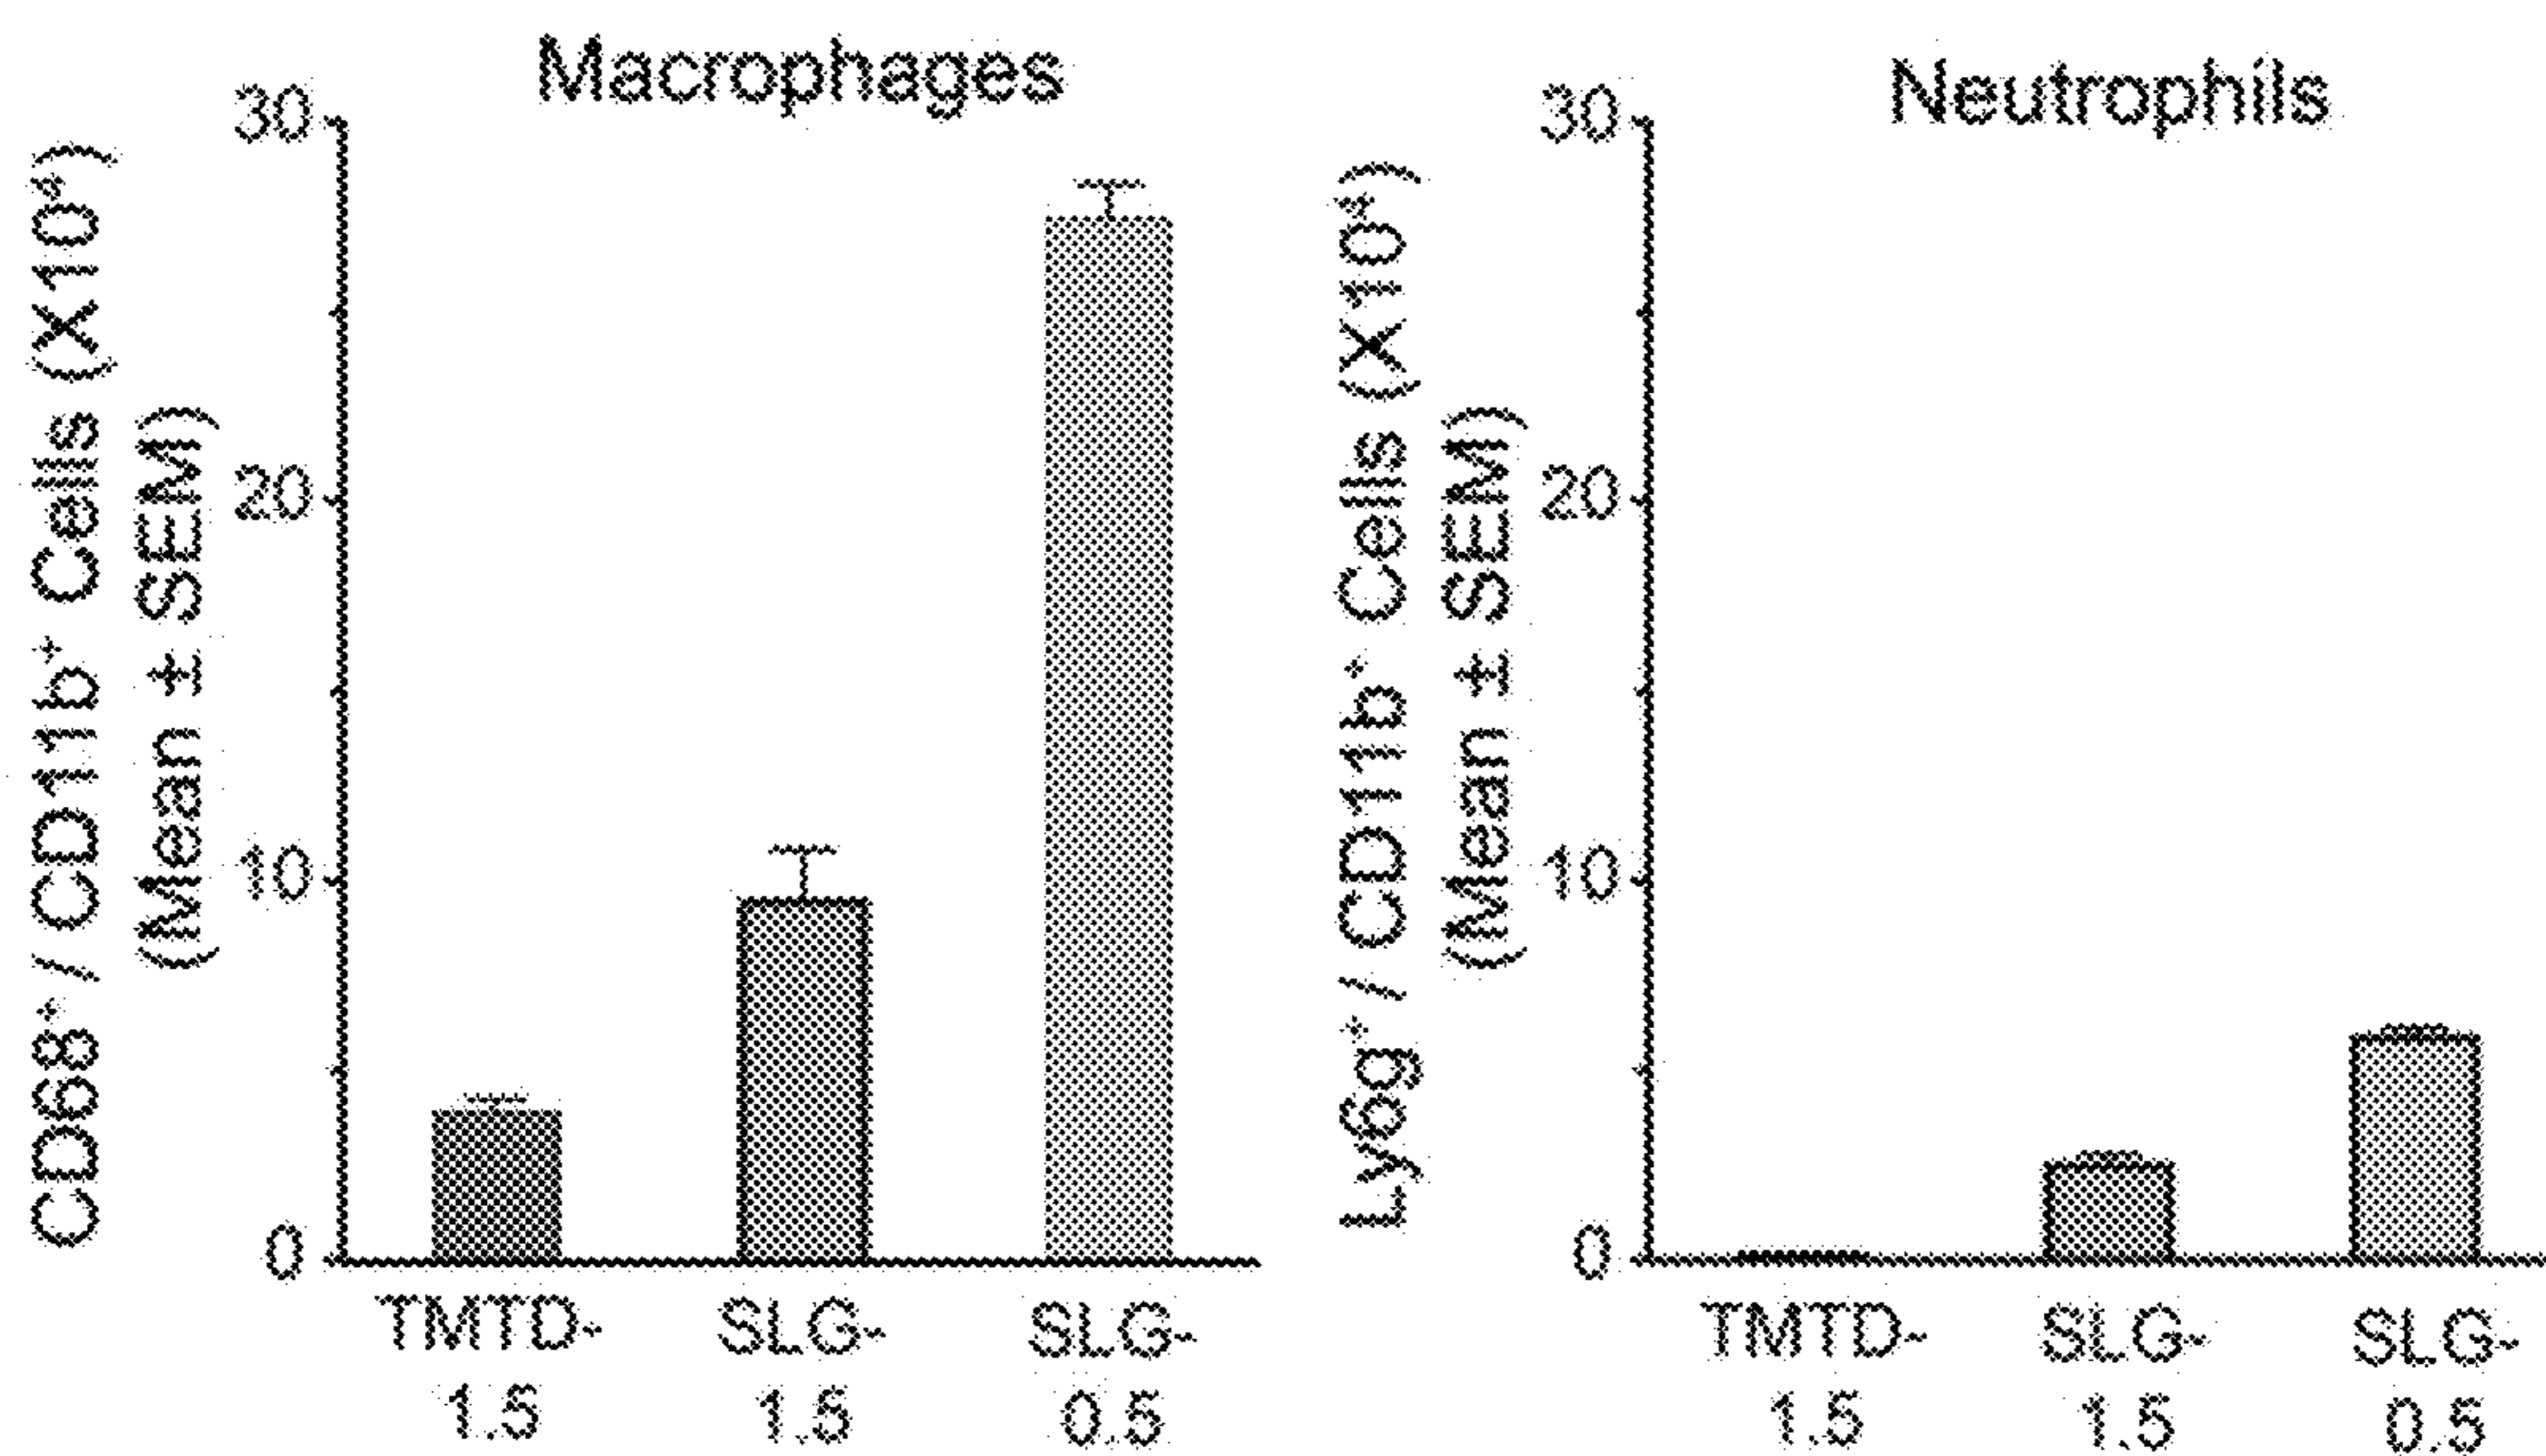 Macrophages
CD68⁺ / CD11b⁺ Cells (X10⁴)
(Mean ± SEM)
30
20
10
0
TMTD-
1.5
SLG-
1.5
SLG-
0.5
Neutrophils
Ly6g⁺ / CD11b⁺ Cells (X10⁴)
(Mean ± SEM)
30
20
10
0
TMTD-
1.5
SLG-
1.5
SLG-
0.5